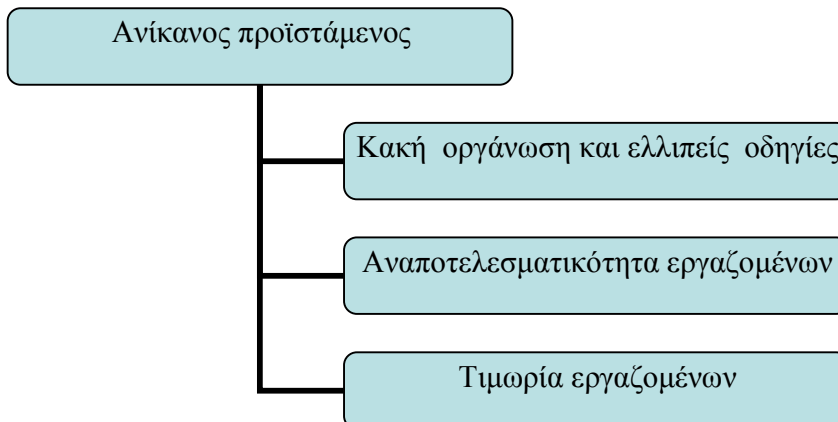 Ανίκανος προϊστάμενος
Κακή οργάνωση και ελλιπείς οδηγίες
Αναποτελεσματικότητα εργαζομένων
Τιμωρία εργαζομένων